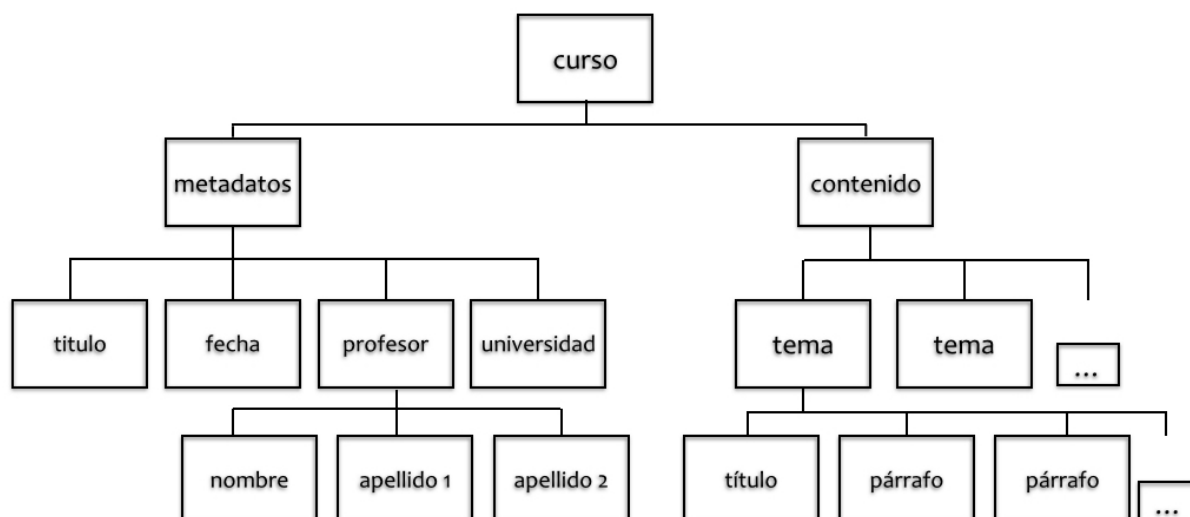 curso
metadatos
contenido
titulo
fecha
profesor
universidad
tema
tema
...
nombre
apellido 1
apellido 2
título
párrafo
párrafo
...